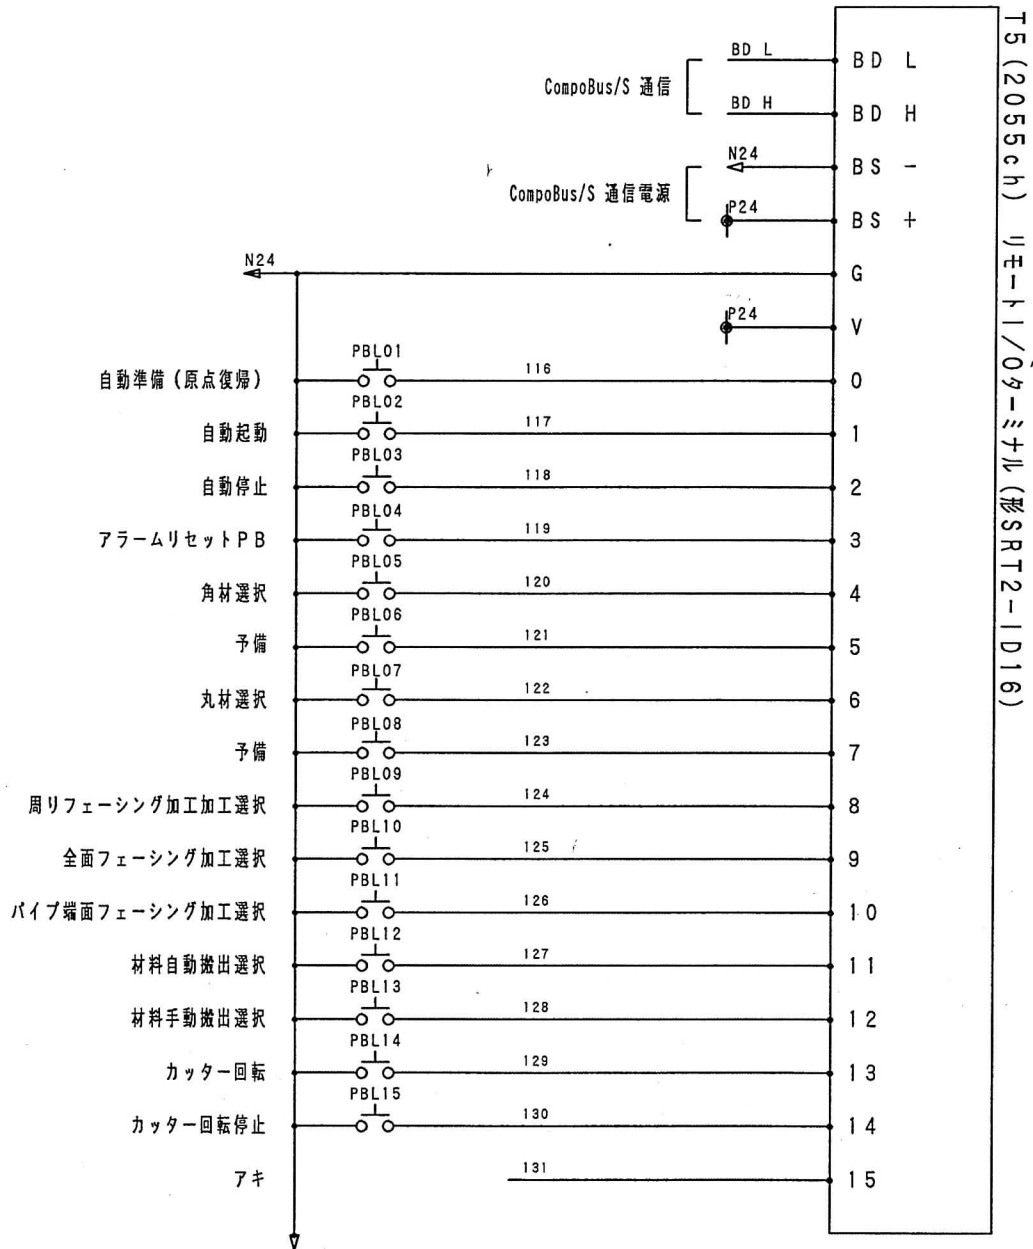 T5(2055ch) リモートI/Oターミナル(形SRT2-ID16)
CompoBus/S 通信
BD L
BD L
BD H
BD H
CompoBus/S 通信電源
N24
BS -
P24
BS +
N24
G
P24
V
自動準備(原点復帰) PBL01 116 0
自動起動 PBL02 117 1
自動停止 PBL03 118 2
アラームリセットPB PBL04 119 3
角材選択 PBL05 120 4
予備 PBL06 121 5
丸材選択 PBL07 122 6
予備 PBL08 123 7
周りフェーシング加工加工選択 PBL09 124 8
全面フェーシング加工選択 PBL10 125 9
パイプ端面フェーシング加工選択 PBL11 126 10
材料自動搬出選択 PBL12 127 11
材料手動搬出選択 PBL13 128 12
カッター回転 PBL14 129 13
カッター回転停止 PBL15 130 14
アキ 131 15